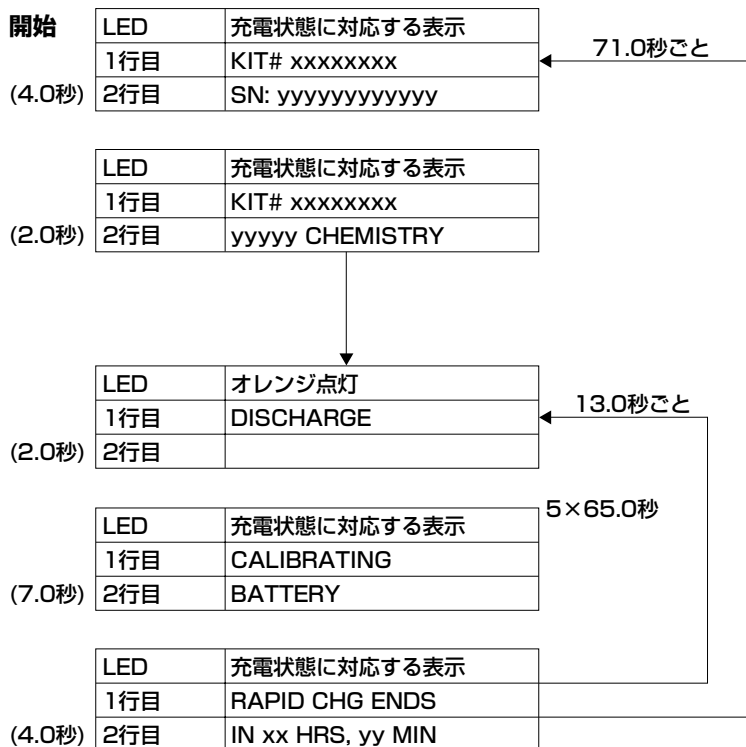 開始 LED 充電状態に対応する表示
1行目 KIT# xxxxxxxx
71.0秒ごと
(4.0秒) 2行目 SN: yyyyyyyyyyyy
LED 充電状態に対応する表示
1行目 KIT# xxxxxxxx
(2.0秒) 2行目 yyyyy CHEMISTRY
LED オレンジ点灯
1行目 DISCHARGE
13.0秒ごと
(2.0秒) 2行目
5×65.0秒
LED 充電状態に対応する表示
1行目 CALIBRATING
(7.0秒) 2行目 BATTERY
LED 充電状態に対応する表示
1行目 RAPID CHG ENDS
(4.0秒) 2行目 IN xx HRS, yy MIN